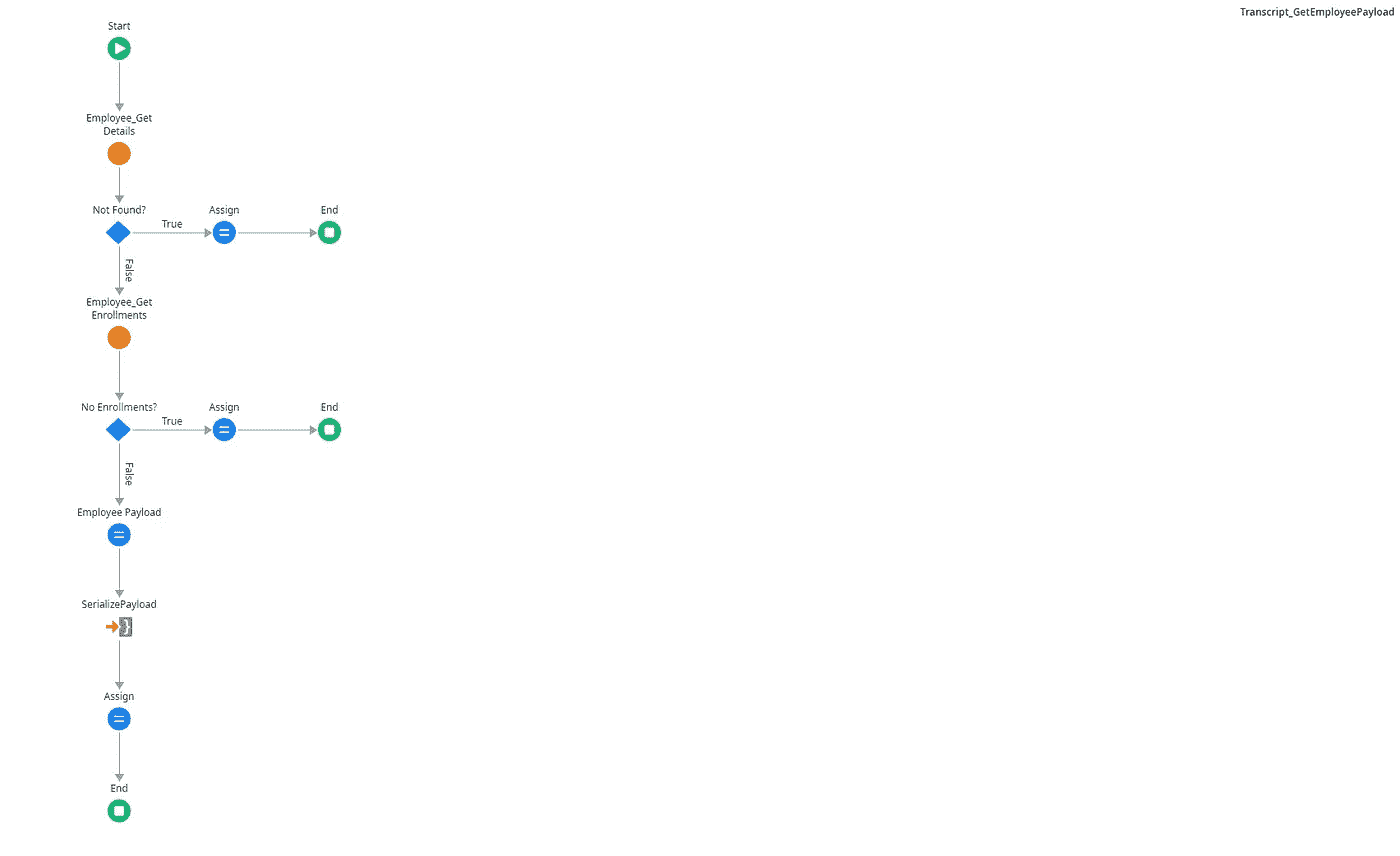 Transcript_GetEmployeePayload
Start
Employee_Get
Details
Not Found?
True
Assign
End
False
Employee_Get
Enrollments
No Enrollments?
True
Assign
End
False
Employee Payload
SerializePayload
Assign
End